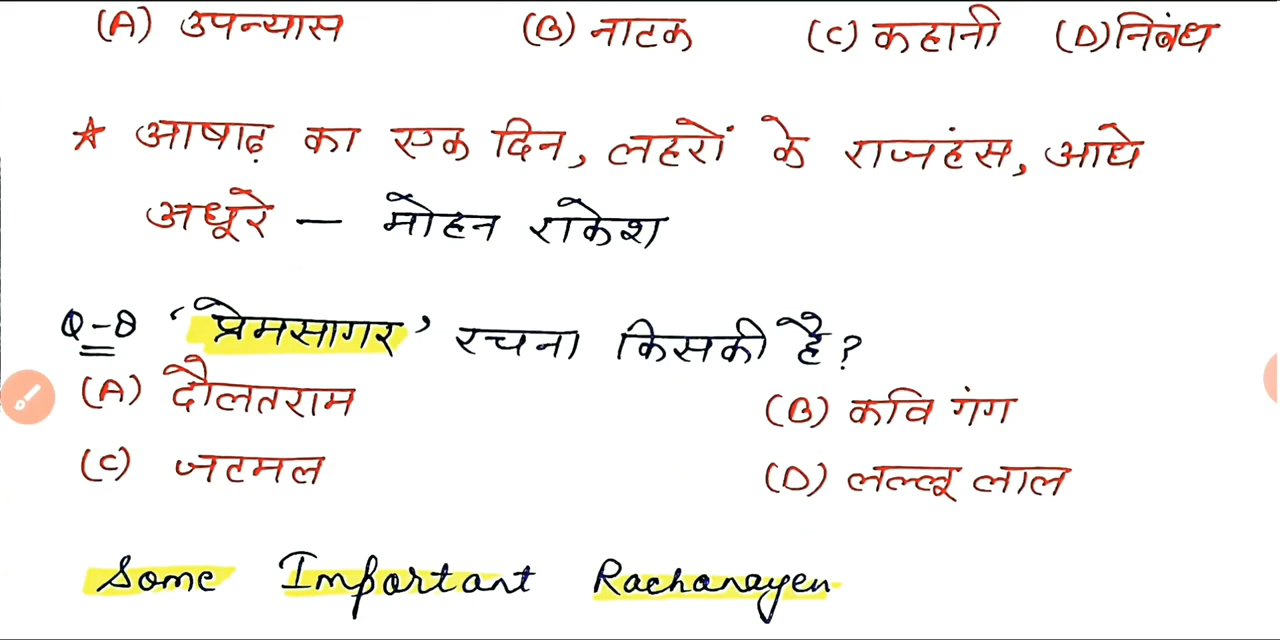 (A) उपन्यास (B) नाटक (C) कहानी (D) निबंध
★ आषाढ़ का एक दिन, लहरों के राजहंस, आधे
अधूरे — मोहन राकेश
Q-8 'प्रेमसागर' रचना किसकी है?
(A) दौलतराम (B) कवि गंग
(C) जटमल (D) लल्लू लाल
Some Important Rachanayen